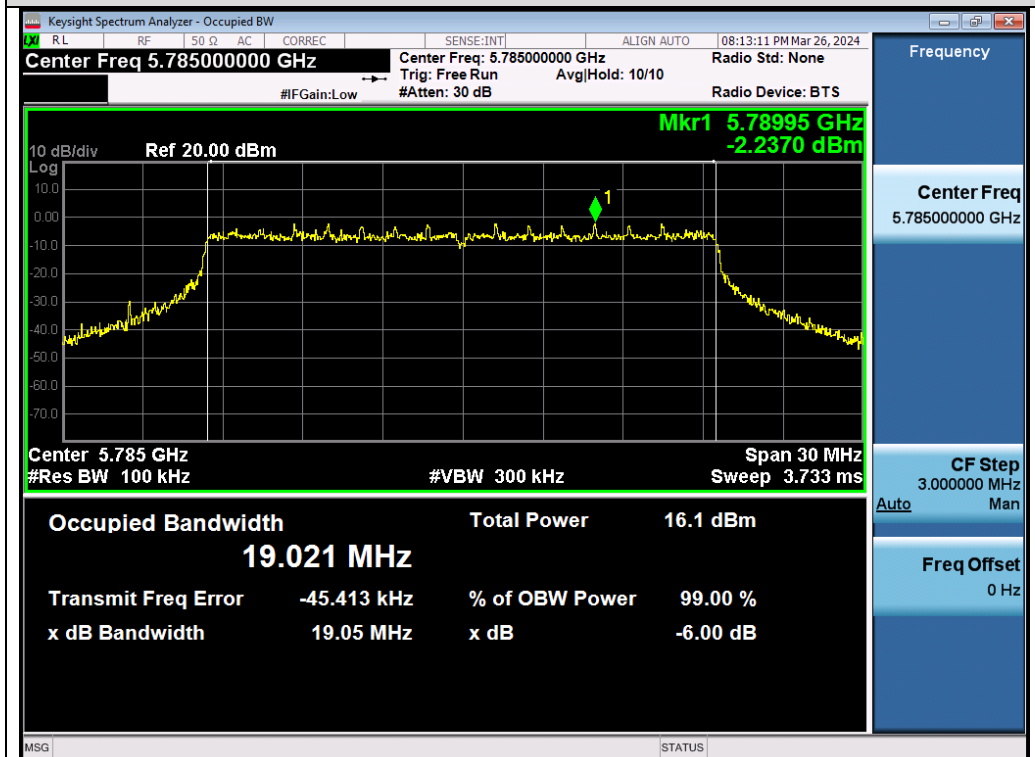 Keysight Spectrum Analyzer - Occupied BW
LXI RL RF 50 Ω AC CORREC SENSE:INT ALIGN AUTO 08:13:11 PM Mar 26, 2024
Center Freq 5.785000000 GHz
Center Freq: 5.785000000 GHz Radio Std: None
Trig: Free Run Avg|Hold: 10/10
#IFGain:Low #Atten: 30 dB Radio Device: BTS
Frequency
Mkr1 5.78995 GHz
10 dB/div Ref 20.00 dBm -2.2370 dBm
Log
10.0
0.00
-10.0
-20.0
-30.0
-40.0
-50.0
-60.0
-70.0
1
Center 5.785 GHz Span 30 MHz
#Res BW 100 kHz #VBW 300 kHz Sweep 3.733 ms
Center Freq
5.785000000 GHz
CF Step
3.000000 MHz
Auto Man
Freq Offset
0 Hz
Occupied Bandwidth Total Power 16.1 dBm
19.021 MHz
Transmit Freq Error -45.413 kHz % of OBW Power 99.00 %
x dB Bandwidth 19.05 MHz x dB -6.00 dB
MSG STATUS